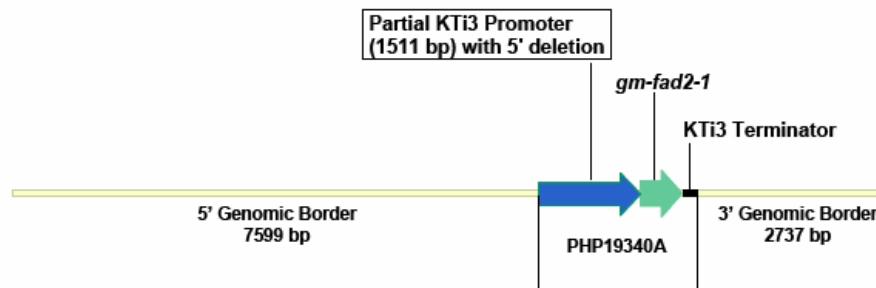 Partial KTi3 Promoter
(1511 bp) with 5' deletion
gm-fad2-1
KTi3 Terminator
5’ Genomic Border
7599 bp
PHP19340A
3’ Genomic Border
2737 bp